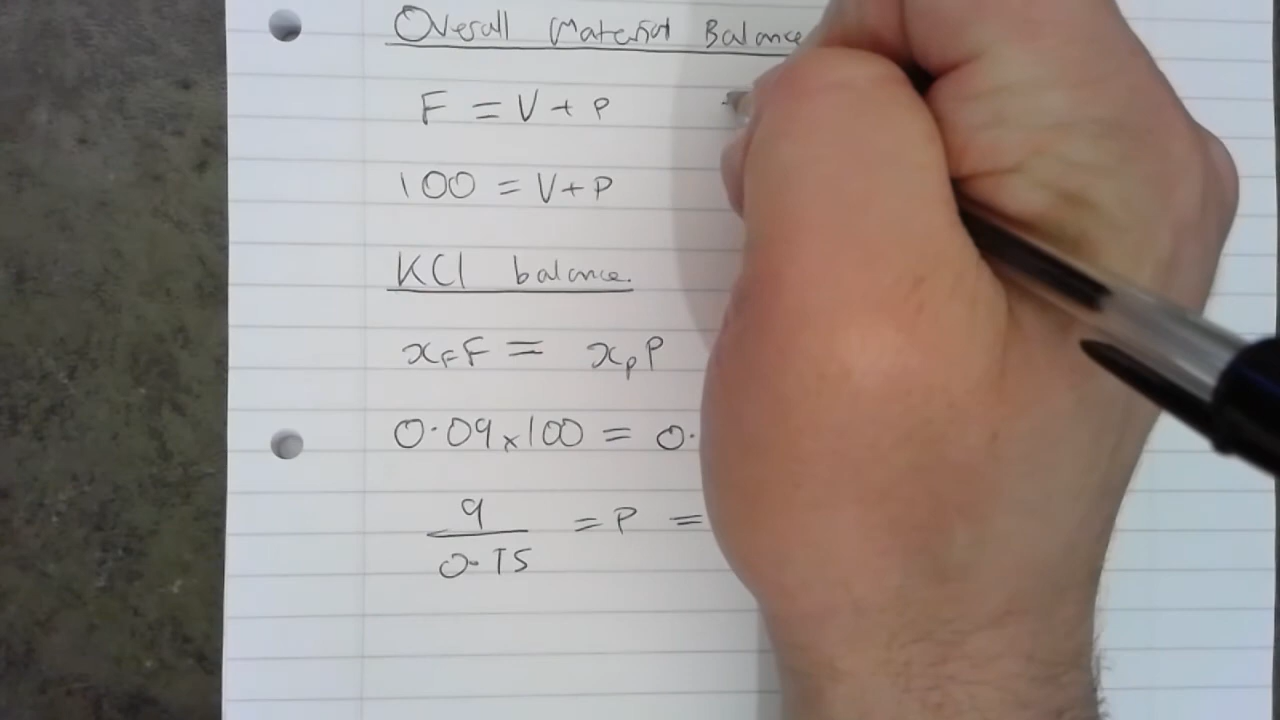 Overall Material Balance
F = V + P
100 = V + P
KCl balance.
x_F F = x_P P
0.09 x 100 = 0.
9
0.75 = P =